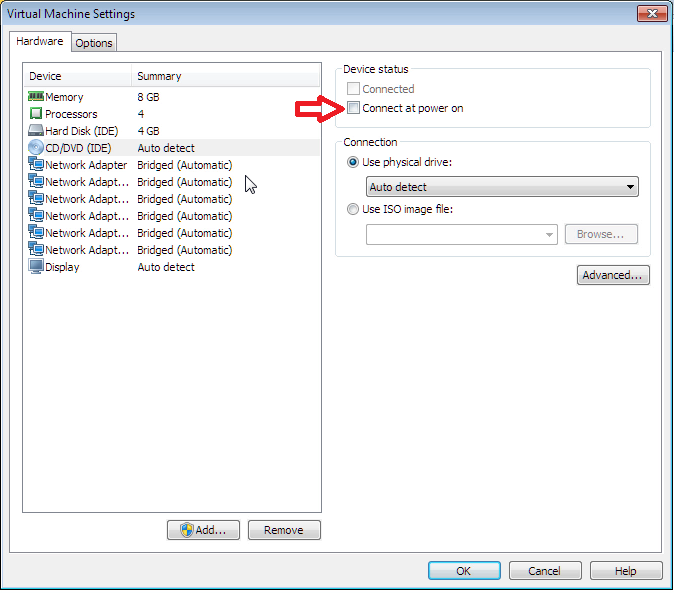 Virtual Machine Settings
Hardware
Options
Device Summary
Memory 8 GB
Processors 4
Hard Disk (IDE) 4 GB
CD/DVD (IDE) Auto detect
Network Adapter Bridged (Automatic)
Network Adapt... Bridged (Automatic)
Network Adapt... Bridged (Automatic)
Network Adapt... Bridged (Automatic)
Network Adapt... Bridged (Automatic)
Network Adapt... Bridged (Automatic)
Display Auto detect
Add...
Remove
Device status
Connected
Connect at power on
Connection
Use physical drive:
Auto detect
Use ISO image file:
Browse...
Advanced...
OK
Cancel
Help